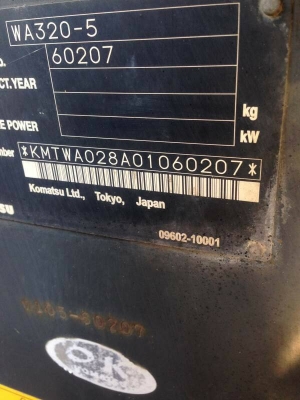 WA320-5
60207
CT.YEAR
kg
E POWER
kW
mber *KMTWA028A01060207*
Komatsu Ltd., Tokyo, Japan
SU
09602-10001
O.K